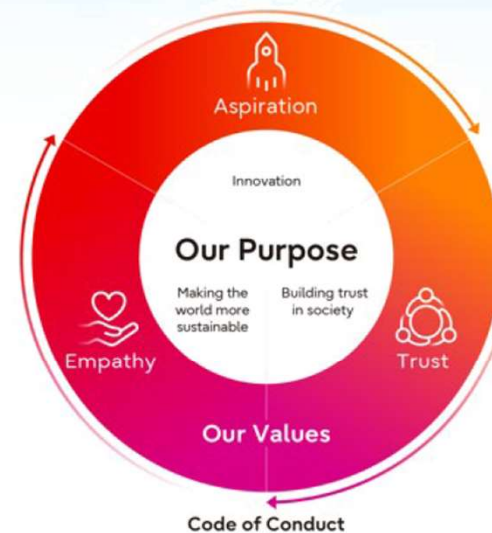 Aspiration
Innovation
Our Purpose
Making the
world more
sustainable
Building trust
in society
Empathy
Trust
Our Values
Code of Conduct